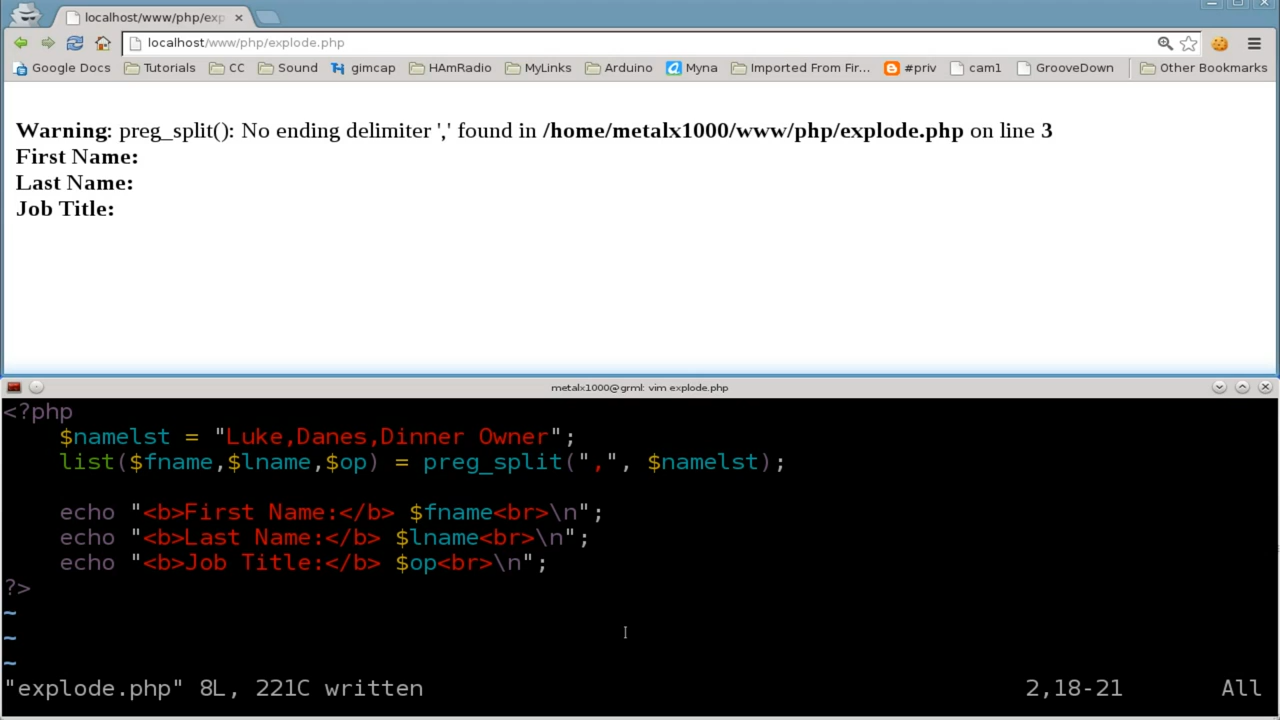 localhost/www/php/exp
localhost/www/php/explode.php
Google Docs Tutorials CC Sound gimcap HAmRadio MyLinks Arduino Myna Imported From Fir... #priv cam1 GrooveDown Other Bookmarks
Warning: preg_split(): No ending delimiter ',' found in /home/metalx1000/www/php/explode.php on line 3
First Name:
Last Name:
Job Title:
metalx1000@grml: vim explode.php
<?php
$namelst = "Luke,Danes,Dinner Owner";
list($fname,$lname,$op) = preg_split(",", $namelst);
echo "<b>First Name:</b> $fname<br>\n";
echo "<b>Last Name:</b> $lname<br>\n";
echo "<b>Job Title:</b> $op<br>\n";
?>
~
~
~
"explode.php" 8L, 221C written 2,18-21 All